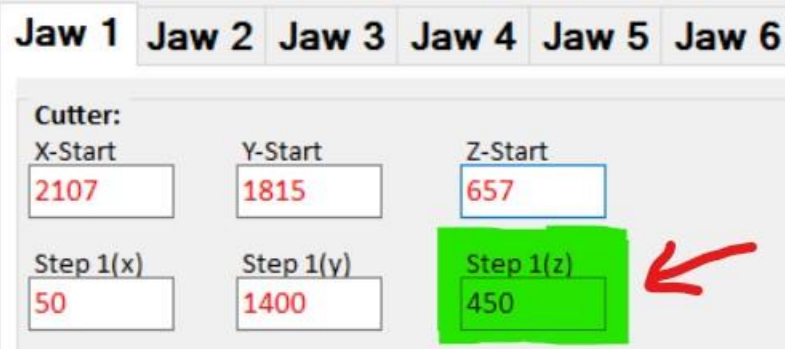 Jaw 1 Jaw 2 Jaw 3 Jaw 4 Jaw 5 Jaw 6
Cutter:
X-Start Y-Start Z-Start
2107 1815 657
Step 1(x) Step 1(y) Step 1(z)
50 1400 450